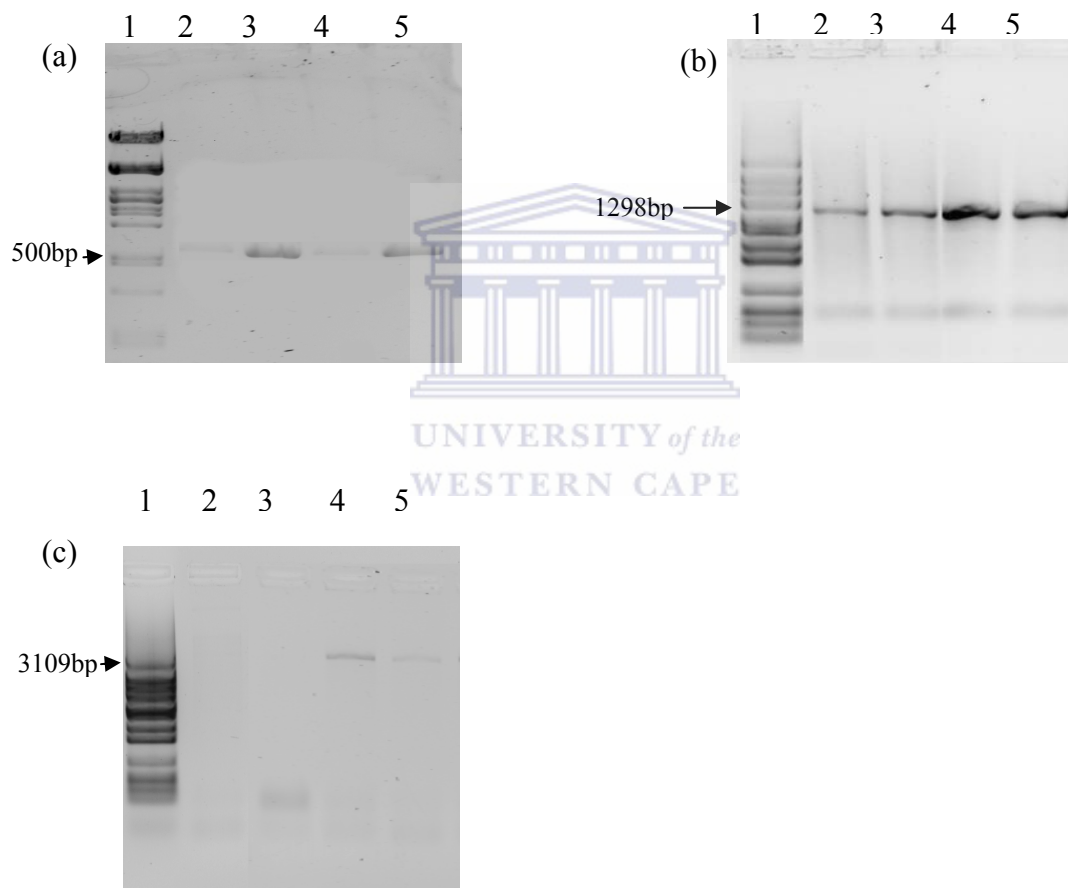 1 2 3 4 5
(a)
500bp
1 2 3 4 5
(b)
1298bp
UNIVERSITY of the
WESTERN CAPE
1 2 3 4 5
(c)
3109bp